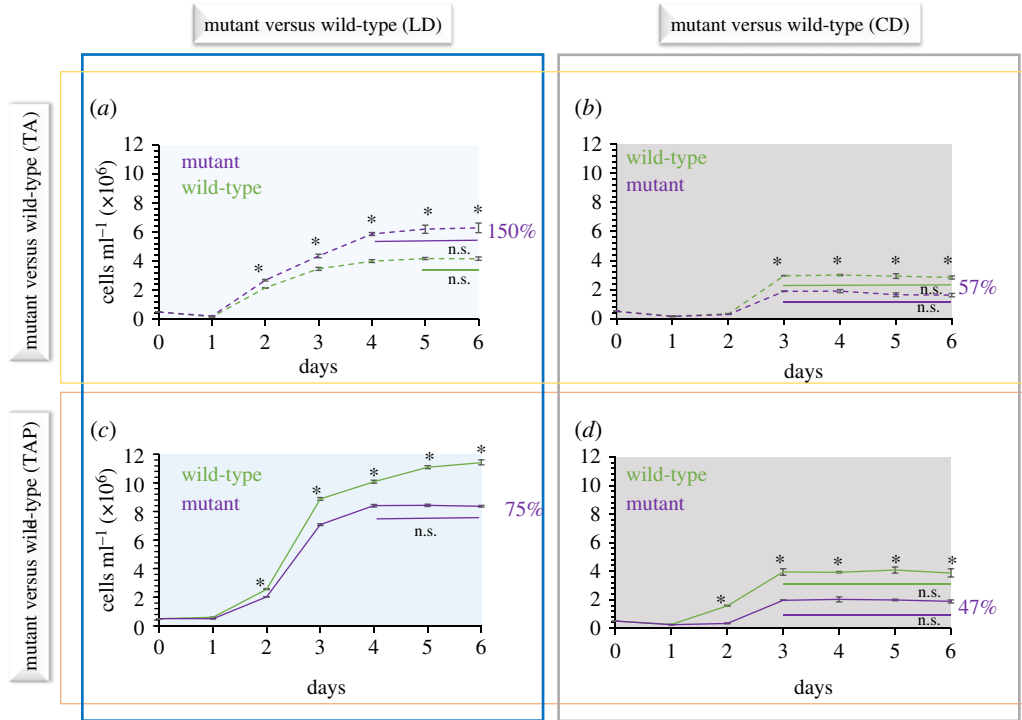 mutant versus wild-type (LD)
mutant versus wild-type (CD)
mutant versus wild-type (TA)
(a)
12
10
8
6
4
2
0
cells ml⁻¹ (×10⁶)
mutant
wild-type
* * * * *
150%
n.s.
n.s.
0 1 2 3 4 5 6
days
(b)
12
10
8
6
4
2
0
wild-type
mutant
* * * *
n.s.
57%
n.s.
0 1 2 3 4 5 6
days
mutant versus wild-type (TAP)
(c)
12
10
8
6
4
2
0
cells ml⁻¹ (×10⁶)
wild-type
mutant
* * * * *
75%
n.s.
0 1 2 3 4 5 6
days
(d)
12
10
8
6
4
2
0
wild-type
mutant
* * * * *
n.s.
47%
n.s.
0 1 2 3 4 5 6
days